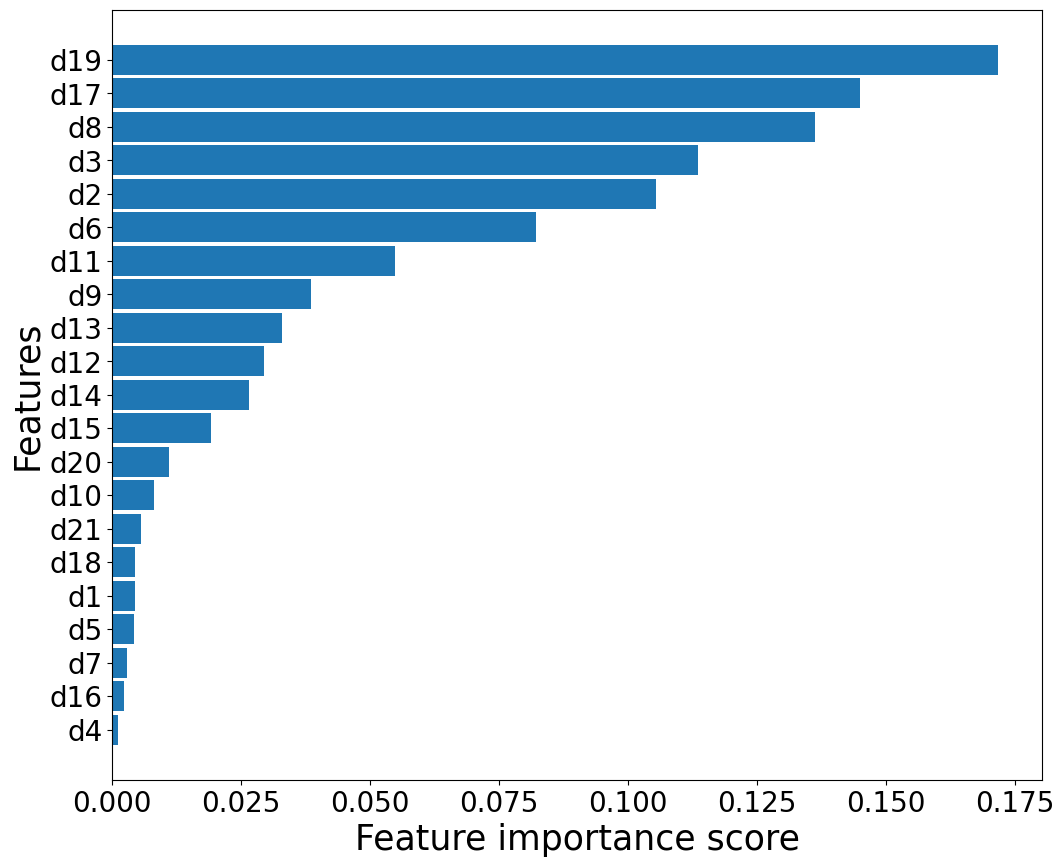 d19
d17
d8
d3
d2
d6
d11
d9
d13
d12
d14
d15
d20
d10
d21
d18
d1
d5
d7
d16
d4
Features
0.000 0.025 0.050 0.075 0.100 0.125 0.150 0.175
Feature importance score